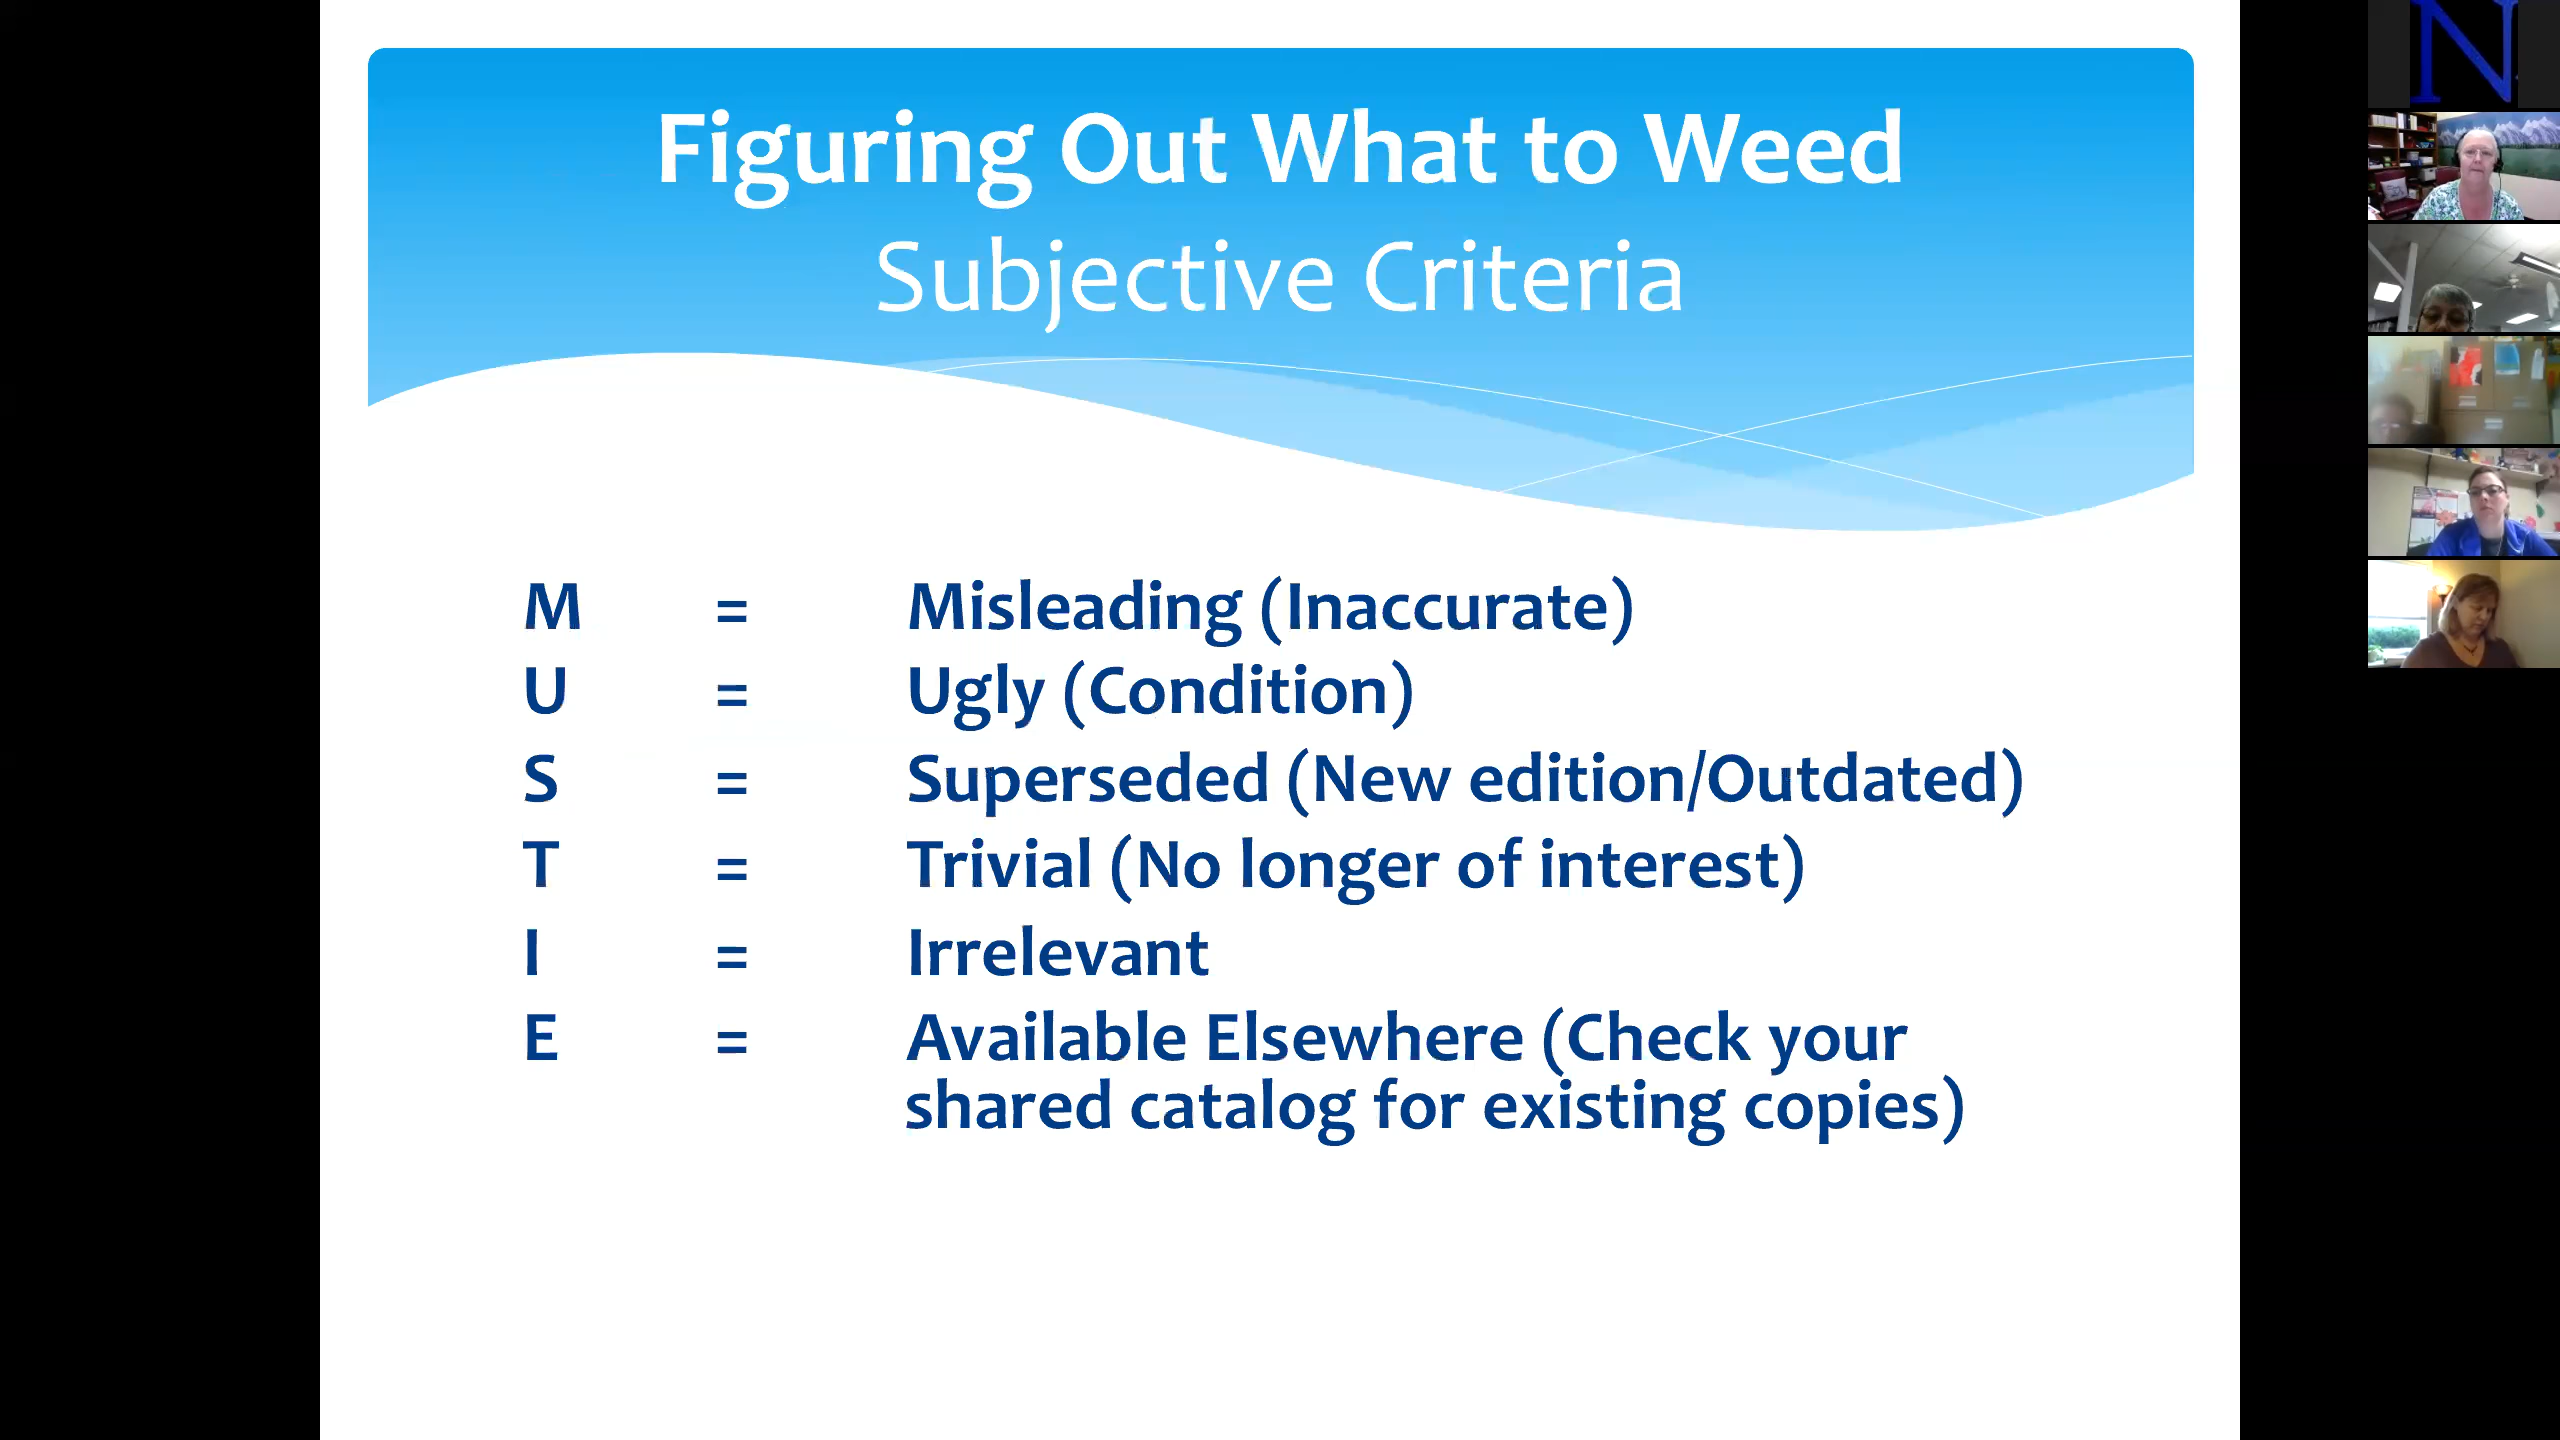 Figuring Out What to Weed
Subjective Criteria
M = Misleading (Inaccurate)
U = Ugly (Condition)
S = Superseded (New edition/Outdated)
T = Trivial (No longer of interest)
I = Irrelevant
E = Available Elsewhere (Check your
shared catalog for existing copies)
N